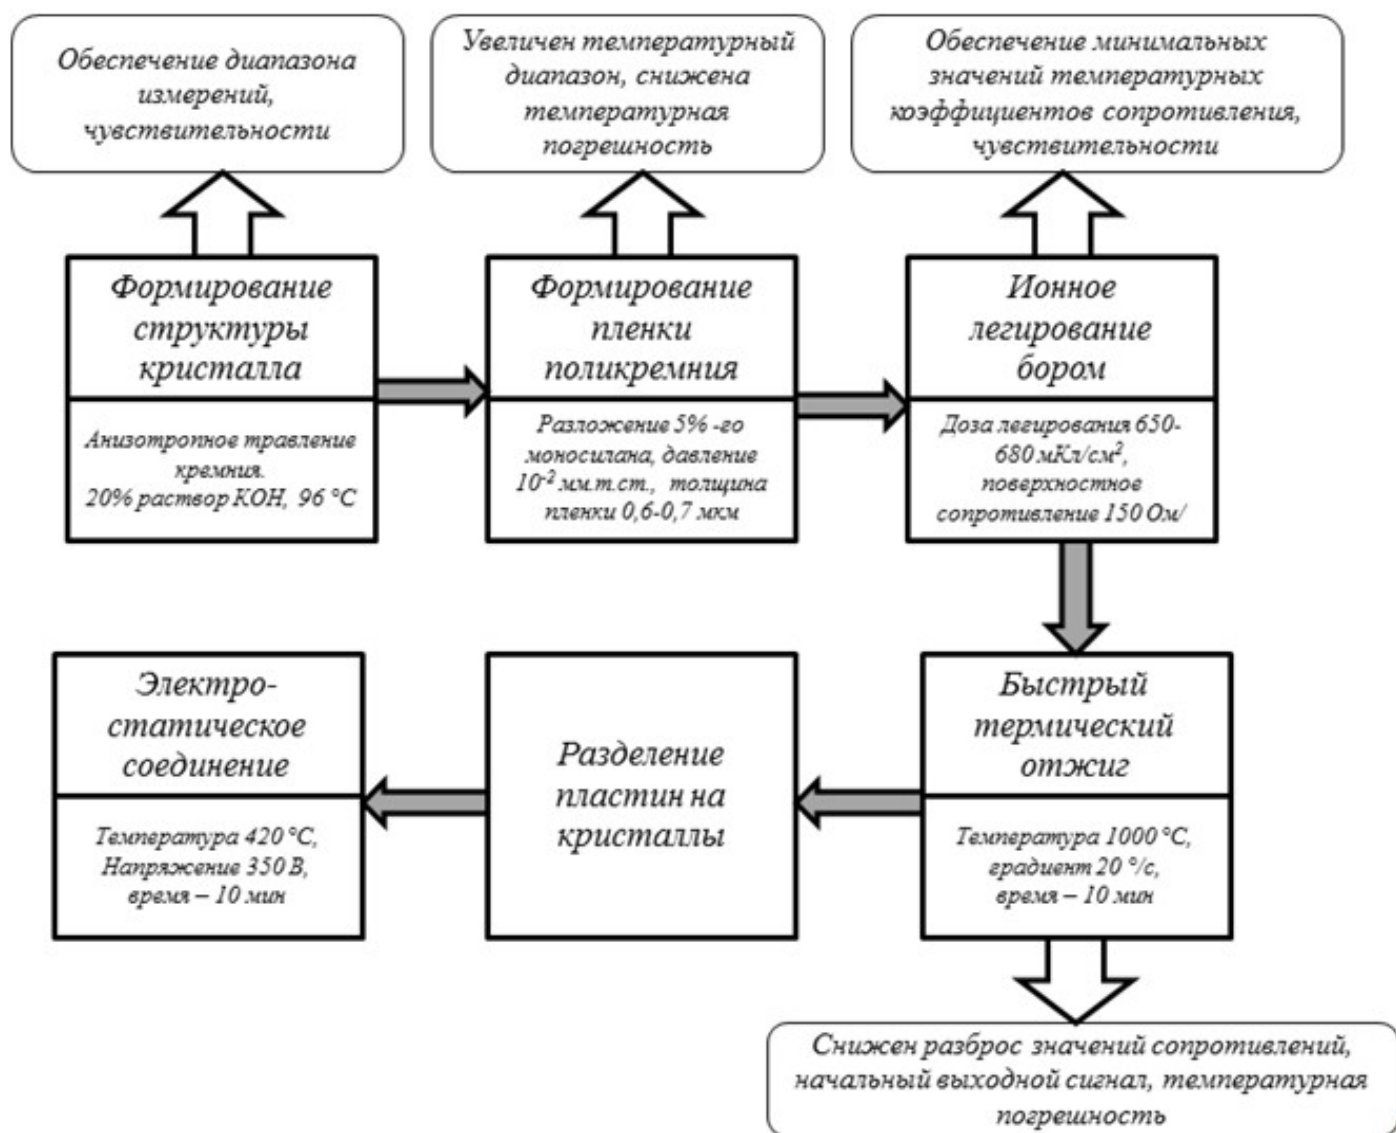 Обеспечение диапазона
измерений,
чувствительности
Увеличен температурный
диапазон, снижена
температурная
погрешность
Обеспечение минимальных
значений температурных
коэффициентов сопротивления,
чувствительности
Формирование
структуры
кристалла
Анизотропное травление
кремния.
20% раствор КОН, 96 °С
Формирование
пленки
поликремния
Разложение 5% -го
моносилана, давление
10⁻² мм.т.ст., толщина
пленки 0,6-0,7 мкм
Ионное
легирование
бором
Доза легирования 650-
680 мКл/см²,
поверхностное
сопротивление 150 Ом/
Электро-
статическое
соединение
Температура 420 °С,
Напряжение 350 В,
время – 10 мин
Разделение
пластин на
кристаллы
Быстрый
термический
отжиг
Температура 1000 °С,
градиент 20 °/с,
время – 10 мин
Снижен разброс значений сопротивлений,
начальный выходной сигнал, температурная
погрешность